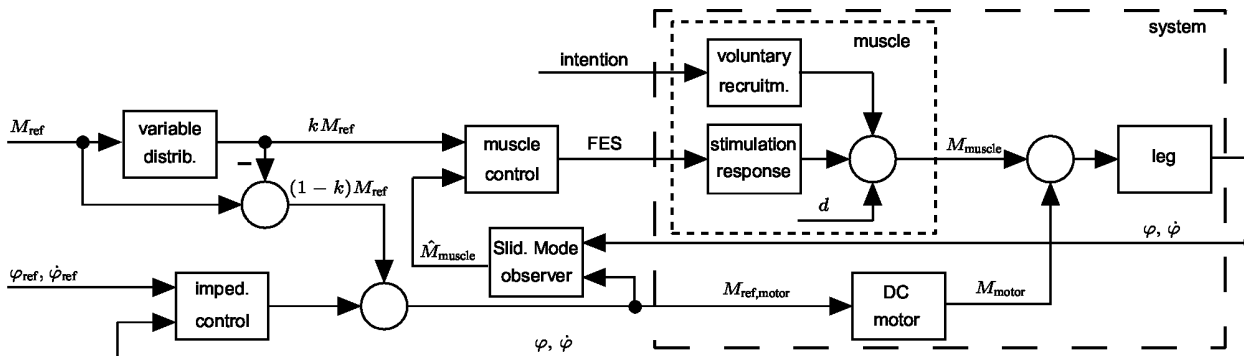 system
muscle
intention
voluntary
recruitm.
M_ref
variable
distrib.
k M_ref
muscle
control
FES
stimulation
response
M_muscle
leg
−
(1 − k) M_ref
d
φ, φ̇
M̂_muscle
Slid. Mode
observer
φ_ref, φ̇_ref
imped.
control
M_ref,motor
DC
motor
M_motor
φ, φ̇